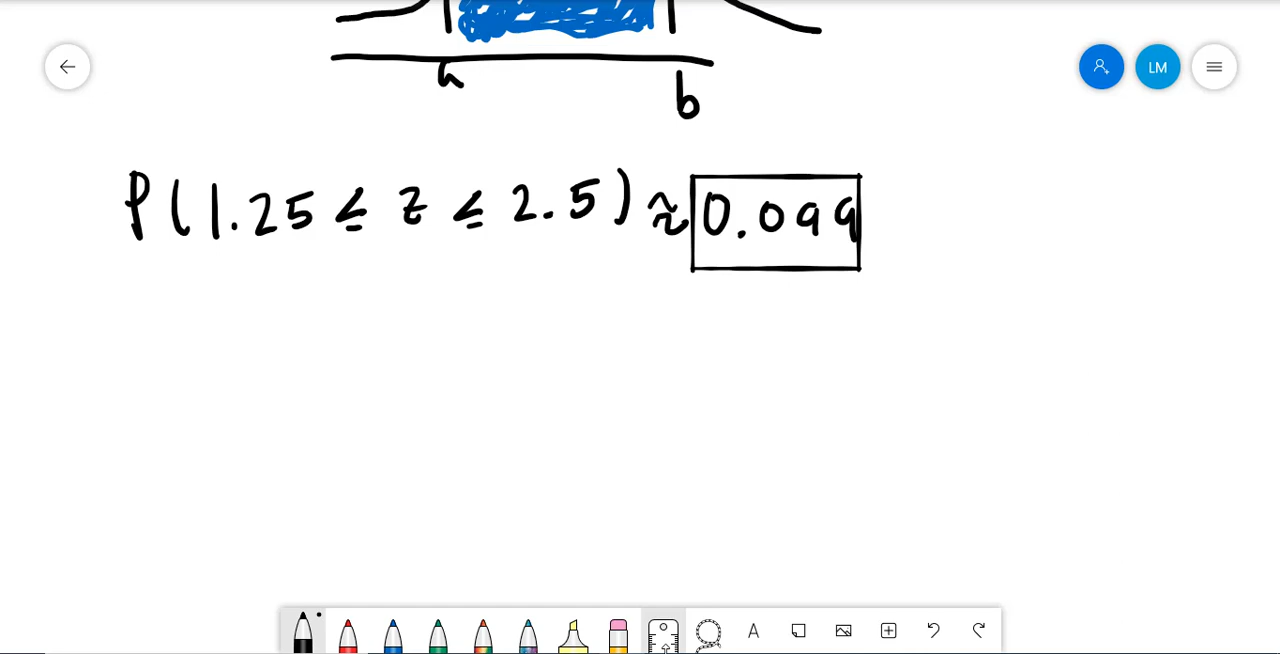 LM
a
b
P(1.25 ≤ z ≤ 2.5) ≈ 0.099
A